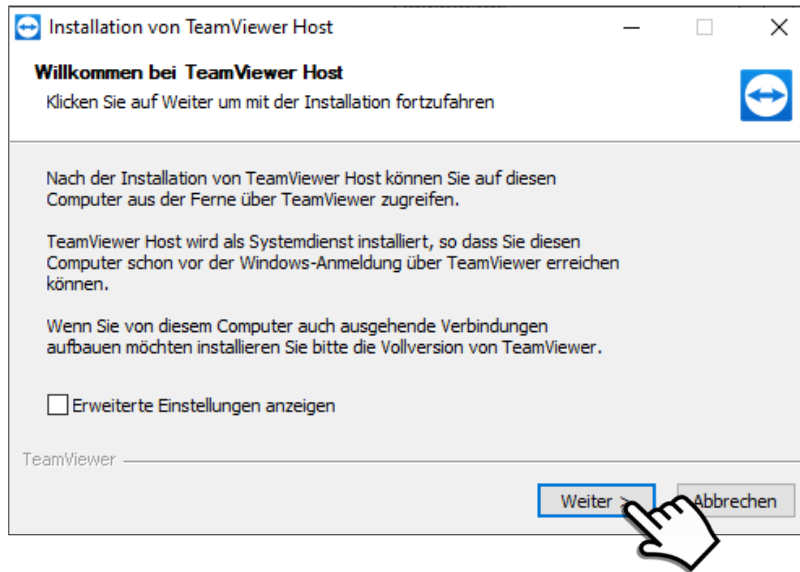 Installation von TeamViewer Host
Willkommen bei TeamViewer Host
Klicken Sie auf Weiter um mit der Installation fortzufahren
Nach der Installation von TeamViewer Host können Sie auf diesen
Computer aus der Ferne über TeamViewer zugreifen.
TeamViewer Host wird als Systemdienst installiert, so dass Sie diesen
Computer schon vor der Windows-Anmeldung über TeamViewer erreichen
können.
Wenn Sie von diesem Computer auch ausgehende Verbindungen
aufbauen möchten installieren Sie bitte die Vollversion von TeamViewer.
Erweiterte Einstellungen anzeigen
TeamViewer
Weiter > Abbrechen